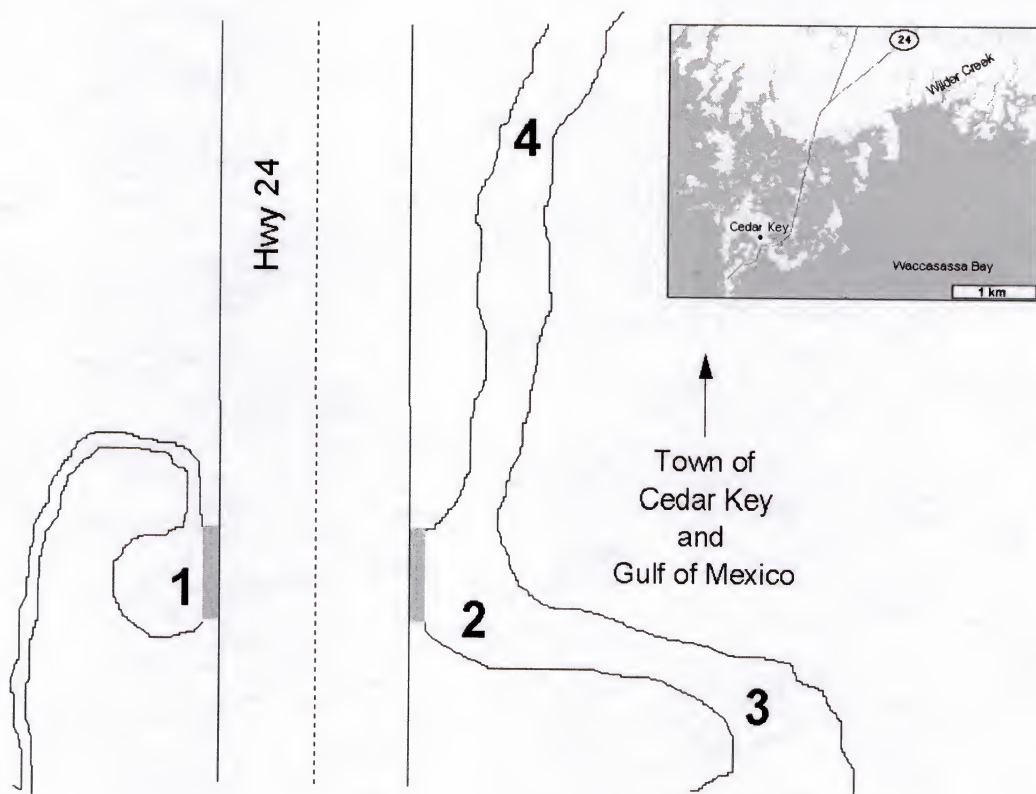 Hwy 24
4
24
Wilder Creek
Cedar Key
Waccasassa Bay
1 km
Town of
Cedar Key
and
Gulf of Mexico
1
2
3